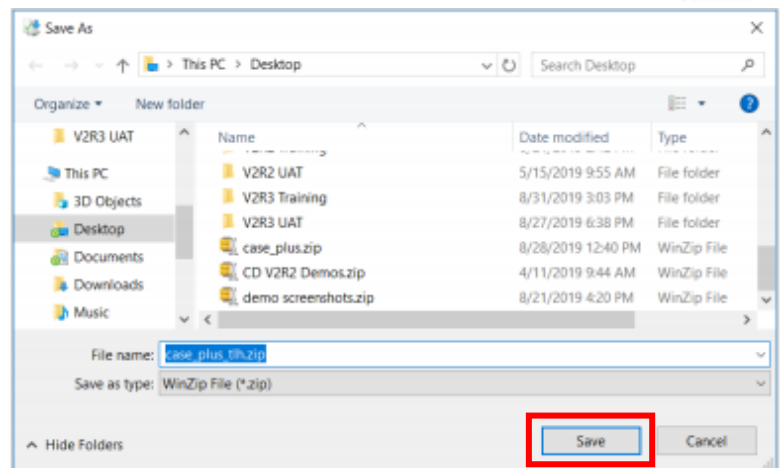 Save As
This PC > Desktop
Search Desktop
Organize
New folder
V2R3 UAT
This PC
3D Objects
Desktop
Documents
Downloads
Music
Name Date modified Type
V2R2 UAT 5/15/2019 9:55 AM File folder
V2R3 Training 8/31/2019 3:03 PM File folder
V2R3 UAT 8/27/2019 6:38 PM File folder
case_plus.zip 8/28/2019 12:40 PM WinZip File
CD V2R2 Demos.zip 4/11/2019 9:44 AM WinZip File
demo screenshots.zip 8/21/2019 4:20 PM WinZip File
File name: case_plus_tlh.zip
Save as type: WinZip File (*.zip)
Hide Folders
Save
Cancel